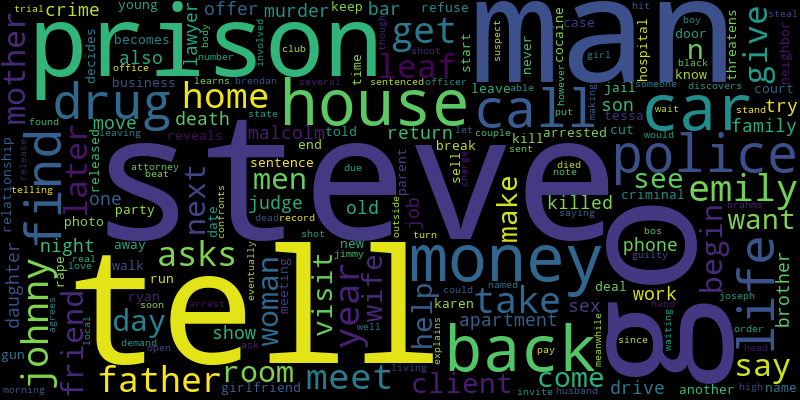 trial crime young offer murder keep bar refuse hit boy steal
mother prison lawyer get man hospital girl threatens give
decides becomes also club leaf start never case cocaine door n black know neighbor
office business time suspect
drug home body number involved house call shoot however put leave able jail someone discovers court
move death learns brendan several sentenced officer making son car stand try
found leaving released state malcolm told return let couple arrested tessa wait would family
find later reveals end due break sell kill sent cut police
relationship release attorney beat sentence steve died note see emily
telling next men judge old parent charge make killed criminal want
one party date confronts dead record outside job saying bos brahms
photo night away asks shot new turn money 8 phone guilty begin life
daughter real love walk rape tell woman visit year wife jimmy could named deal since joseph brother
johnny friend ryan run soon eventually meeting help karen take sex work hand waiting order
local arrest day show well explains apartment meanwhile head
gun demand open ask living back pay come say
morning father room girlfriend meet client invite husband drive another high name